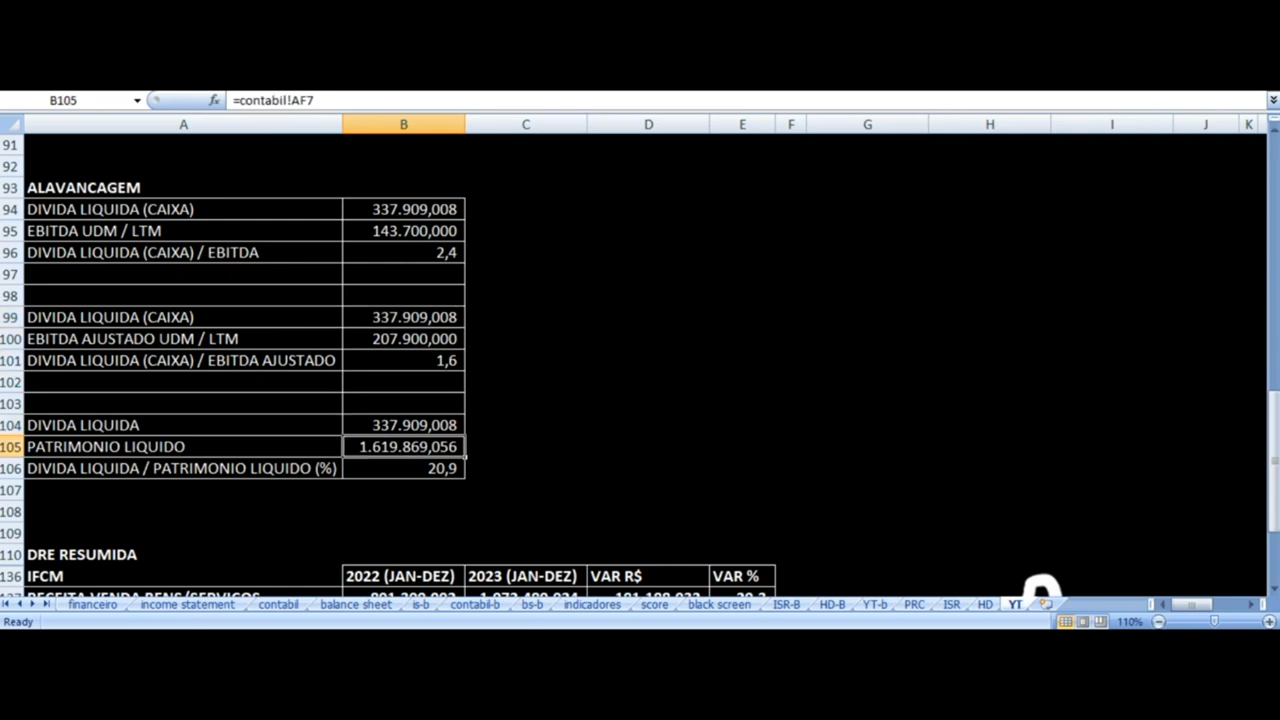 B105 =contabil!AF7
A B C D E F G H I J K
91
92
93 ALAVANCAGEM
94 DIVIDA LIQUIDA (CAIXA) 337.909,008
95 EBITDA UDM / LTM 143.700,000
96 DIVIDA LIQUIDA (CAIXA) / EBITDA 2,4
97
98
99 DIVIDA LIQUIDA (CAIXA) 337.909,008
100 EBITDA AJUSTADO UDM / LTM 207.900,000
101 DIVIDA LIQUIDA (CAIXA) / EBITDA AJUSTADO 1,6
102
103
104 DIVIDA LIQUIDA 337.909,008
105 PATRIMONIO LIQUIDO 1.619.869,056
106 DIVIDA LIQUIDA / PATRIMONIO LIQUIDO (%) 20,9
107
108
109
110 DRE RESUMIDA
136 IFCM 2022 (JAN-DEZ) 2023 (JAN-DEZ) VAR R$ VAR %
137 RECEITA VENDA BENS/SERVIÇOS
financeiro income statement contabil balance sheet is-b contabil-b bs-b indicadores score black screen ISR-B HD-B YT-b PRC ISR HD YT
Ready 110%